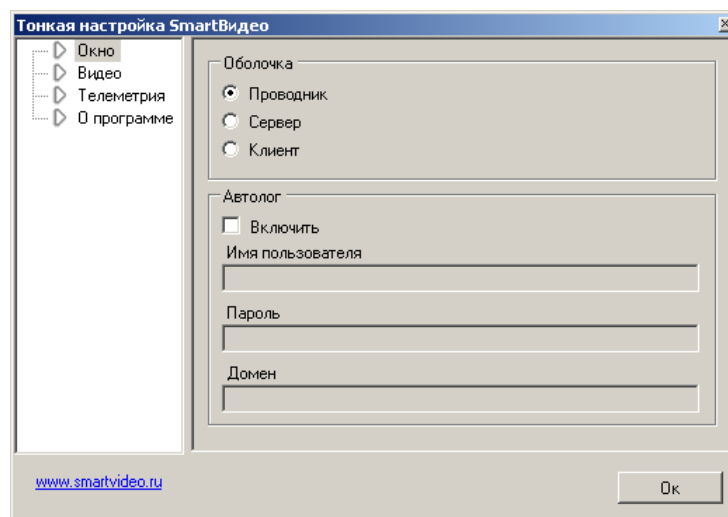 Тонкая настройка SmartВидео
Окно
Видео
Телеметрия
О программе
Оболочка
Проводник
Сервер
Клиент
Автолог
Включить
Имя пользователя
Пароль
Домен
www.smartvideo.ru
Ок